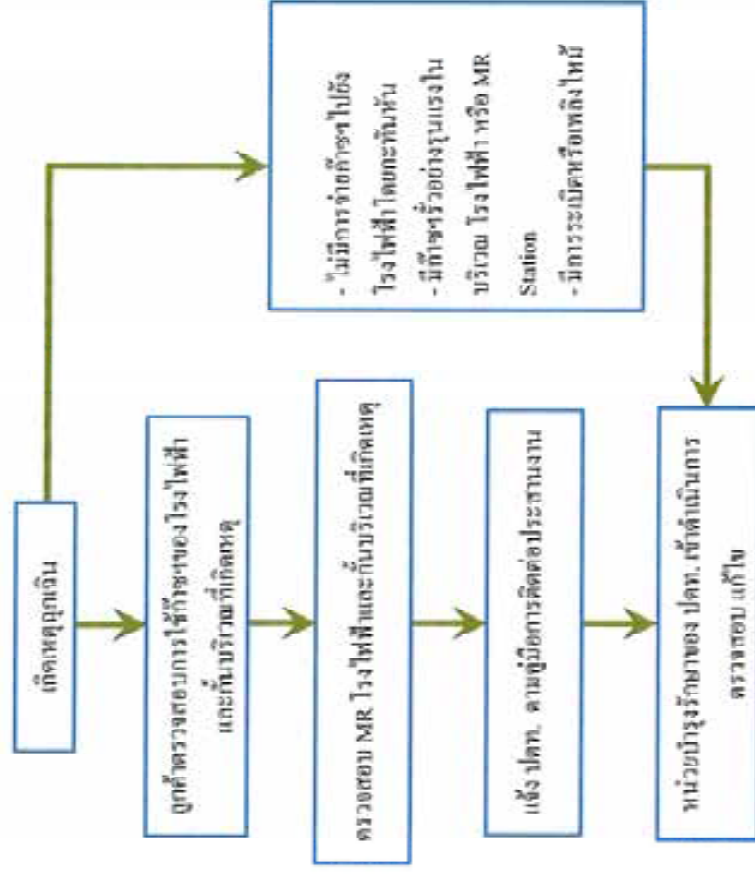 เกิดเหตุฉุกเฉิน
ลูกค้าตรวจสอบการใช้ก๊าซฯของโรงไฟฟ้า
และกั้นบริเวณที่เกิดเหตุ
ตรวจสอบ MR โรงไฟฟ้าและกั้นบริเวณที่เกิดเหตุ
แจ้ง ปตท. ตามคู่มือการติดต่อประสานงาน
หน่วยบำรุงรักษาของ ปตท. เข้าดำเนินการ
ตรวจสอบ แก้ไข
- ไม่มีการจ่ายก๊าซฯ ไปยัง
โรงไฟฟ้าโดยกะทันหัน
- มีก๊าซฯรั่วอย่างรุนแรงใน
บริเวณ โรงไฟฟ้า หรือ MR
Station
- มีการระเบิดหรือเพลิงไหม้